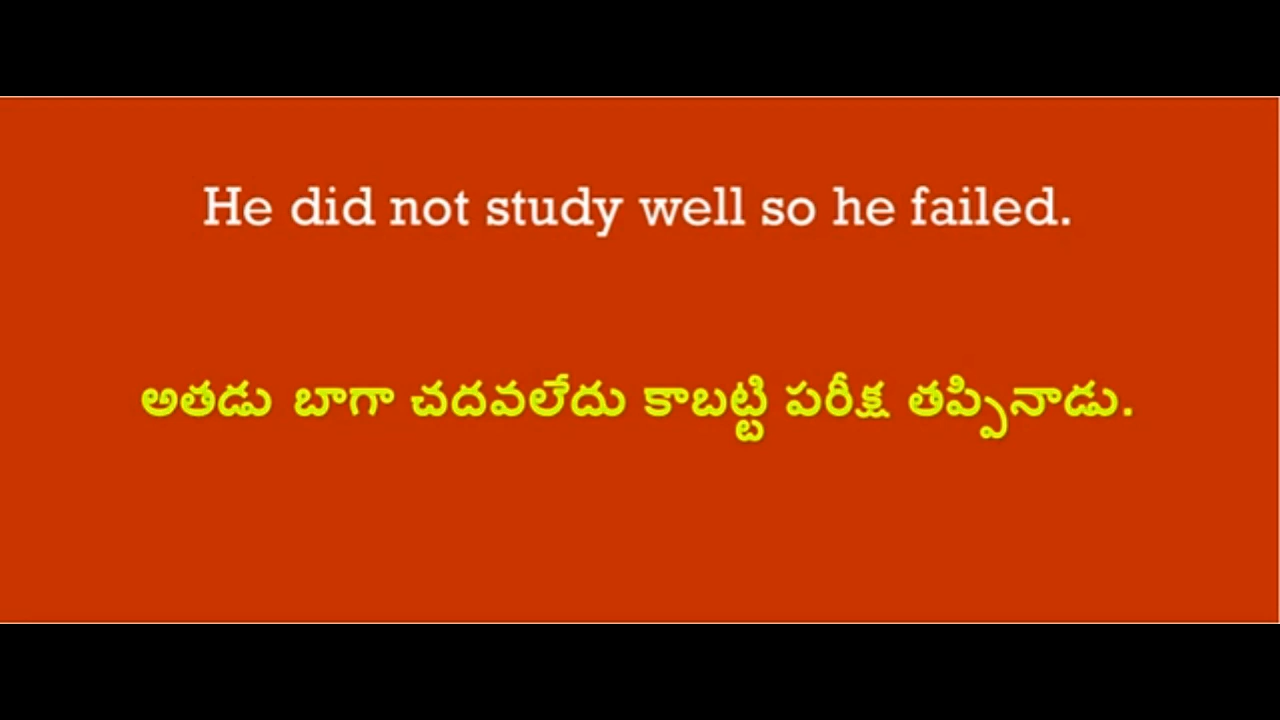 He did not study well so he failed.
అతడు బాగా చదవలేదు కాబట్టి పరీక్ష తప్పినాడు.